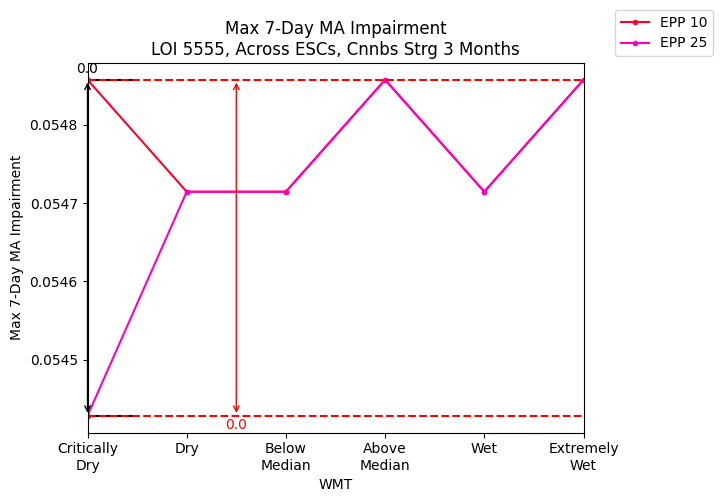 Max 7-Day MA Impairment
LOI 5555, Across ESCs, Cnnbs Strg 3 Months
EPP 10
EPP 25
0.0
0.0548
0.0547
0.0546
0.0545
Max 7-Day MA Impairment
0.0
Critically
Dry
Dry
Below
Median
Above
Median
Wet
Extremely
Wet
WMT